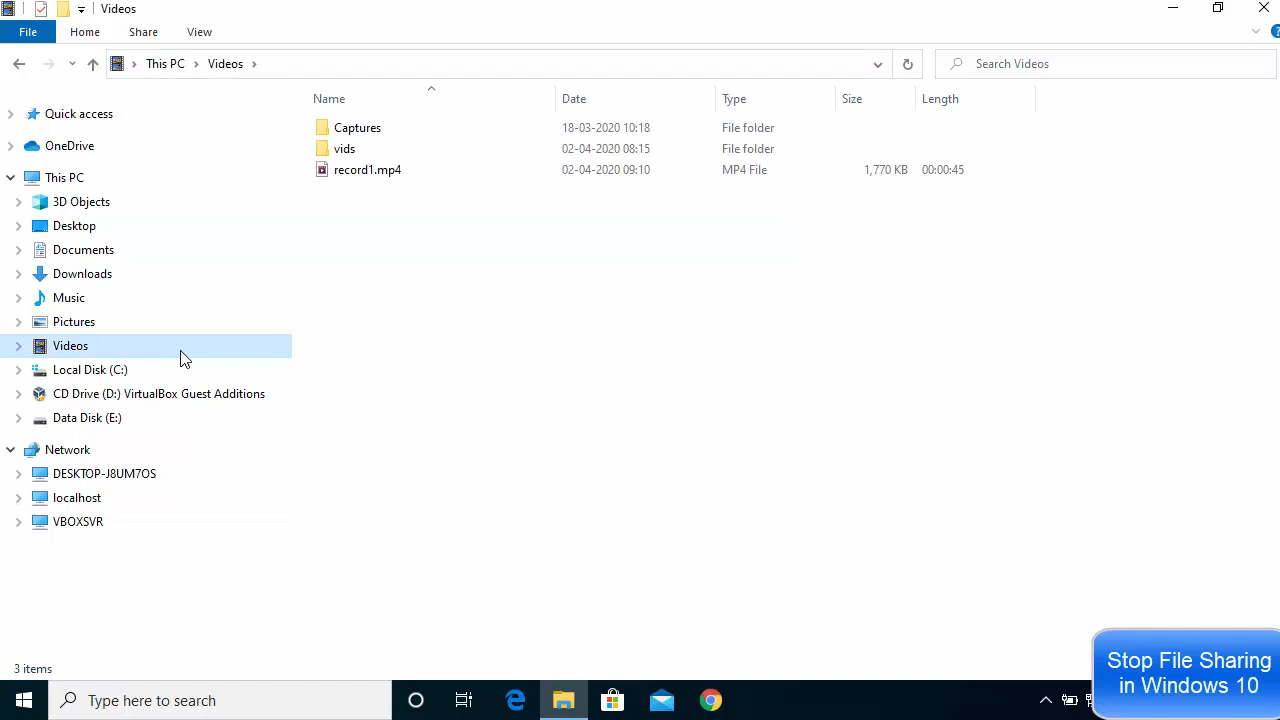 Videos
File Home Share View
This PC Videos
Search Videos
Name Date Type Size Length
Captures 18-03-2020 10:18 File folder
vids 02-04-2020 08:15 File folder
record1.mp4 02-04-2020 09:10 MP4 File 1,770 KB 00:00:45
Quick access
OneDrive
This PC
3D Objects
Desktop
Documents
Downloads
Music
Pictures
Videos
Local Disk (C:)
CD Drive (D:) VirtualBox Guest Additions
Data Disk (E:)
Network
DESKTOP-J8UM7OS
localhost
VBOXSVR
3 items
Stop File Sharing
in Windows 10
Type here to search